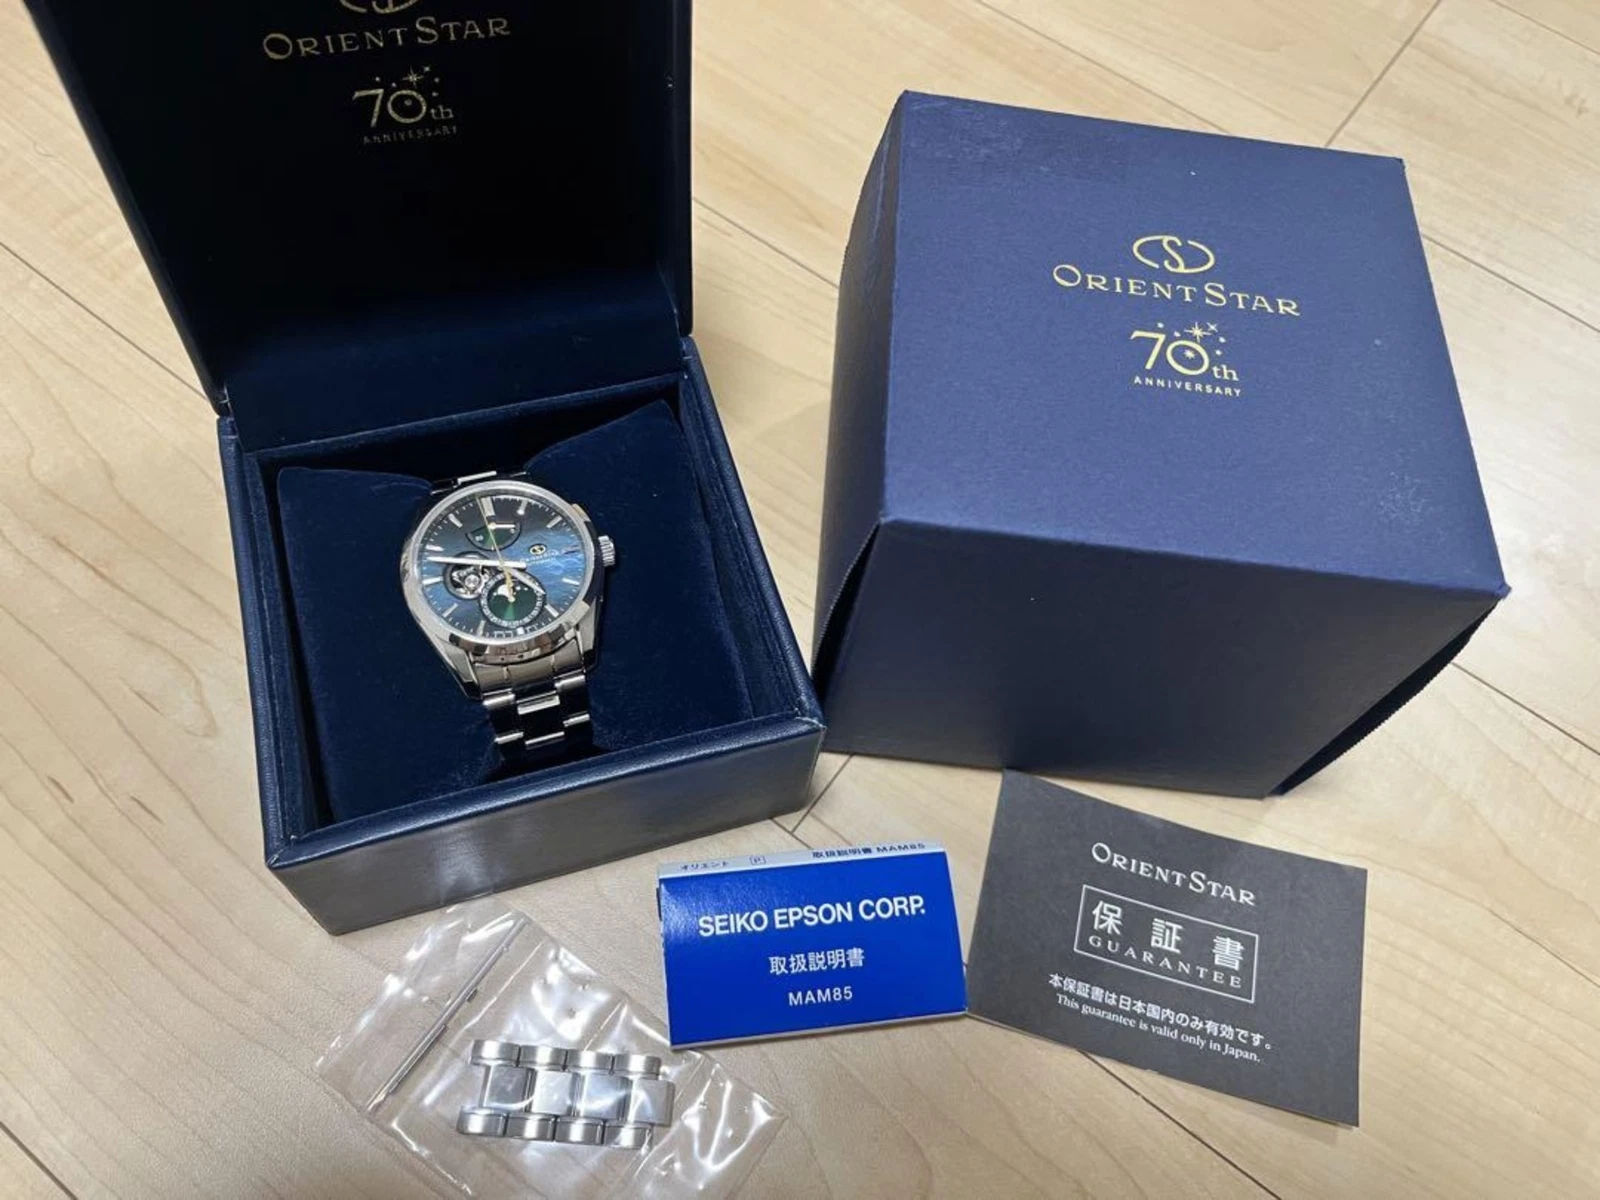 ORIENT STAR
70th
ANNIVERSARY
ORIENT STAR
70th
ANNIVERSARY
ORIENT STAR
オリエント P 取扱説明書 MAM85
SEIKO EPSON CORP.
取扱説明書
MAM85
ORIENT STAR
保証書
GUARANTEE
本保証書は日本国内のみ有効です。
This guarantee is valid only in Japan.